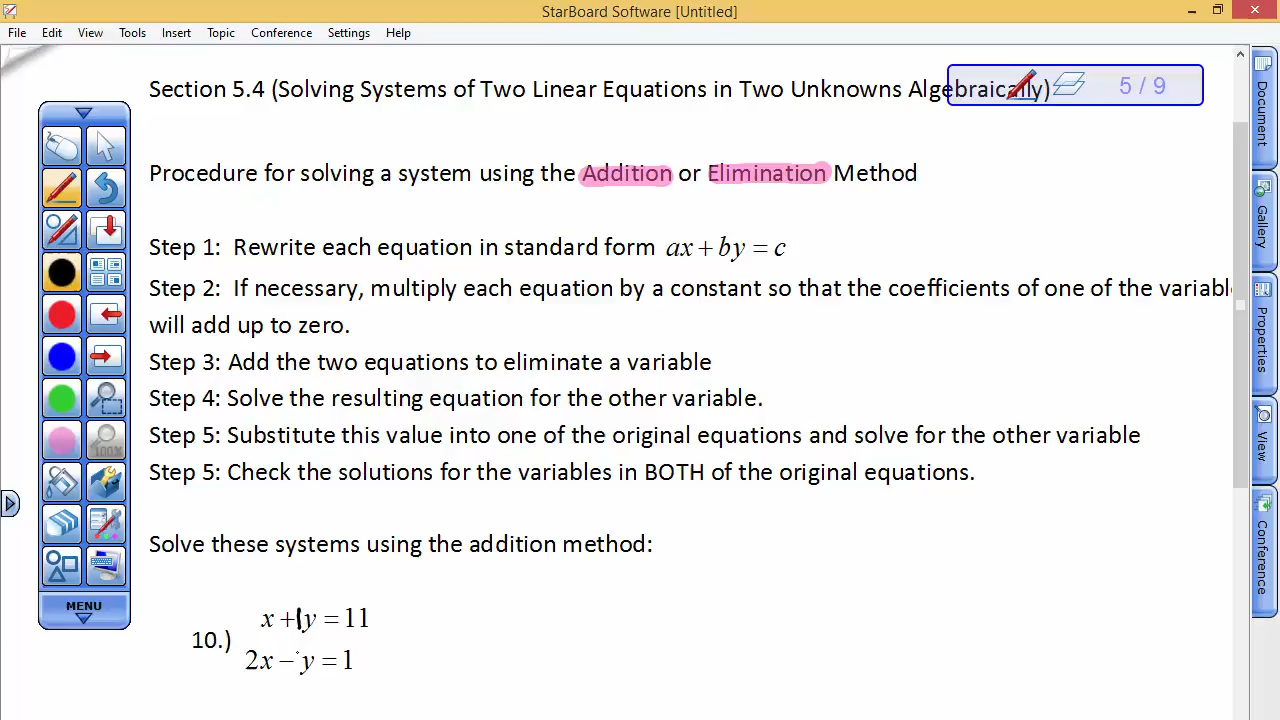 StarBoard Software [Untitled]
File Edit View Tools Insert Topic Conference Settings Help
Section 5.4 (Solving Systems of Two Linear Equations in Two Unknowns Algebraically)
5 / 9
Procedure for solving a system using the Addition or Elimination Method
Step 1: Rewrite each equation in standard form ax + by = c
Step 2: If necessary, multiply each equation by a constant so that the coefficients of one of the variabl
will add up to zero.
Step 3: Add the two equations to eliminate a variable
Step 4: Solve the resulting equation for the other variable.
Step 5: Substitute this value into one of the original equations and solve for the other variable
Step 5: Check the solutions for the variables in BOTH of the original equations.
Solve these systems using the addition method:
10.)
x + 1y = 11
2x − y = 1
MENU
100%
Document
Gallery
Properties
View
Conference